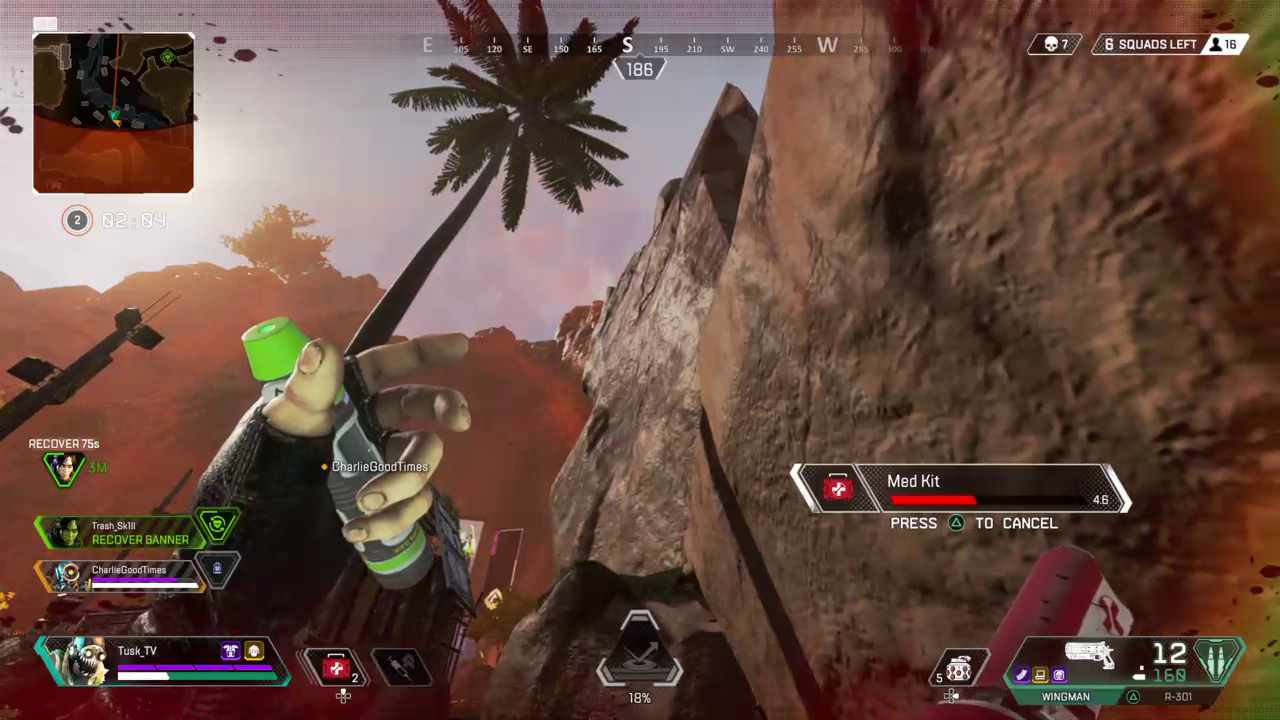 E 105 120 SE 150 165 S 195 210 SW 240 255 W 285 300
186
7
6 SQUADS LEFT 16
2 02:04
RECOVER 75s
3M
CharlieGoodTimes
Trash_Sk1ll
RECOVER BANNER
CharlieGoodTimes
Tusk_TV
2
Med Kit
4.6
PRESS TO CANCEL
18%
5
12
160
WINGMAN R-301